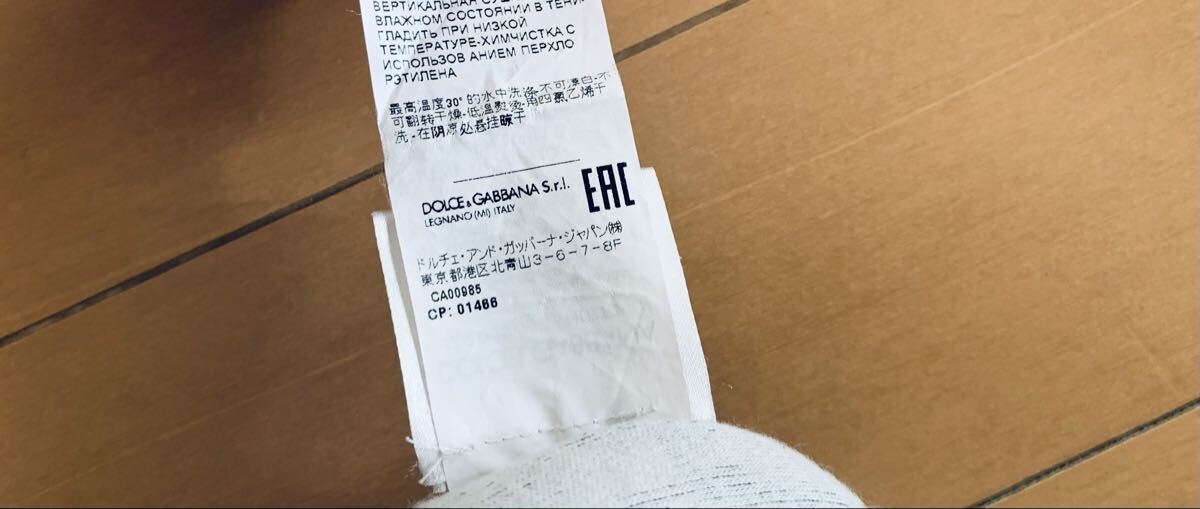 ВЕРТИКАЛЬНАЯ
ВЛАЖНОМ СОСТОЯНИИ В ТЕНИ-
ГЛАДИТЬ ПРИ НИЗКОЙ
ТЕМПЕРАТУРЕ-ХИМЧИСТКА С
ИСПОЛЬЗОВ АНИЕМ ПЕРХЛО
РЭТИЛЕНА
最高温度30°的水中洗涤-不可漂白-不
可翻转干燥-低温熨烫-用四氯乙烯干
洗-在阴凉处悬挂晾干
DOLCE & GABBANA S.r.l.
LEGNANO (MI) ITALY
EAC
ドルチェ・アンド・ガッバーナ・ジャパン(株)
東京都港区北青山3-6-7-8F
CA00985
CP: 01466